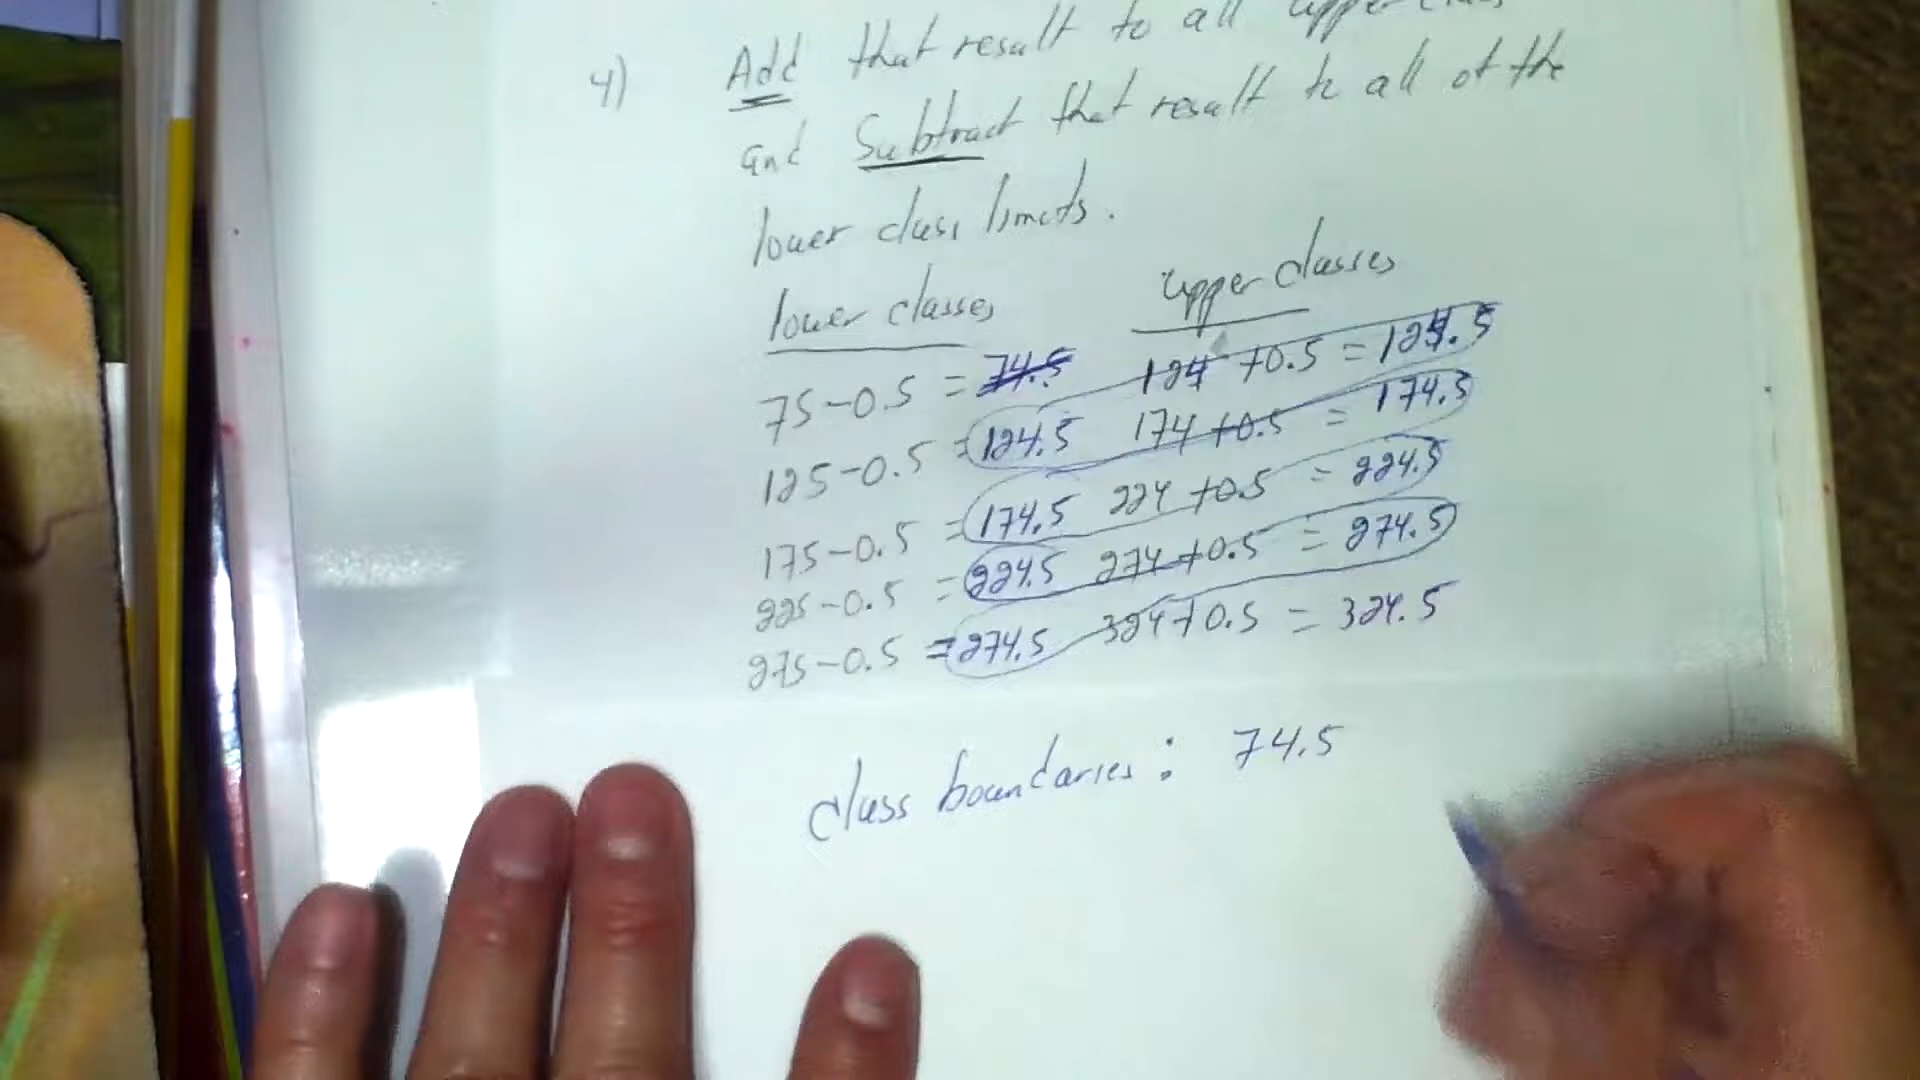 4) Add that result to all upper class
and Subtract that result to all of the
lower class limits.
lower classes upper classes
75-0.5 = 74.5 124 +0.5 = 124.5
125-0.5 = 124.5 174 +0.5 = 174.5
175-0.5 = 174.5 224 +0.5 = 224.5
225-0.5 = 224.5 274 +0.5 = 274.5
275-0.5 = 274.5 324 +0.5 = 324.5
class boundaries: 74.5